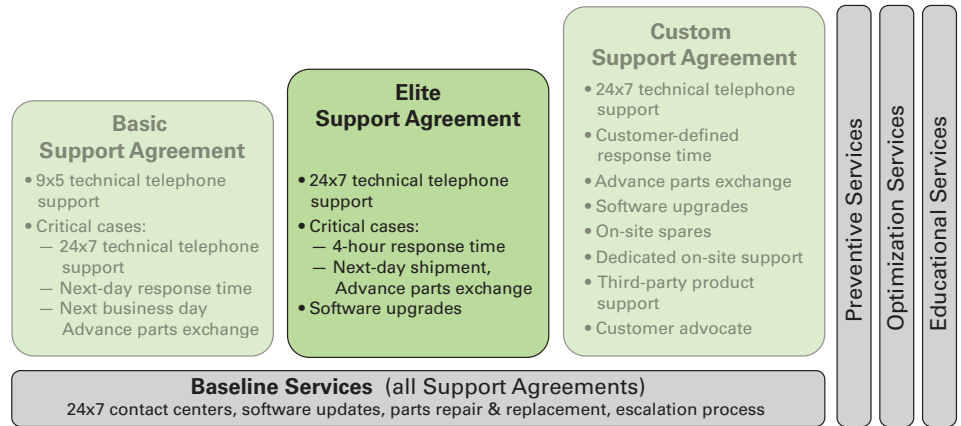 Basic
Support Agreement
• 9x5 technical telephone
support
• Critical cases:
— 24x7 technical telephone
support
— Next-day response time
— Next business day
Advance parts exchange
Elite
Support Agreement
• 24x7 technical telephone
support
• Critical cases:
— 4-hour response time
— Next-day shipment,
Advance parts exchange
• Software upgrades
Custom
Support Agreement
• 24x7 technical telephone
support
• Customer-defined
response time
• Advance parts exchange
• Software upgrades
• On-site spares
• Dedicated on-site support
• Third-party product
support
• Customer advocate
Preventive Services
Optimization Services
Educational Services
Baseline Services (all Support Agreements)
24x7 contact centers, software updates, parts repair & replacement, escalation process